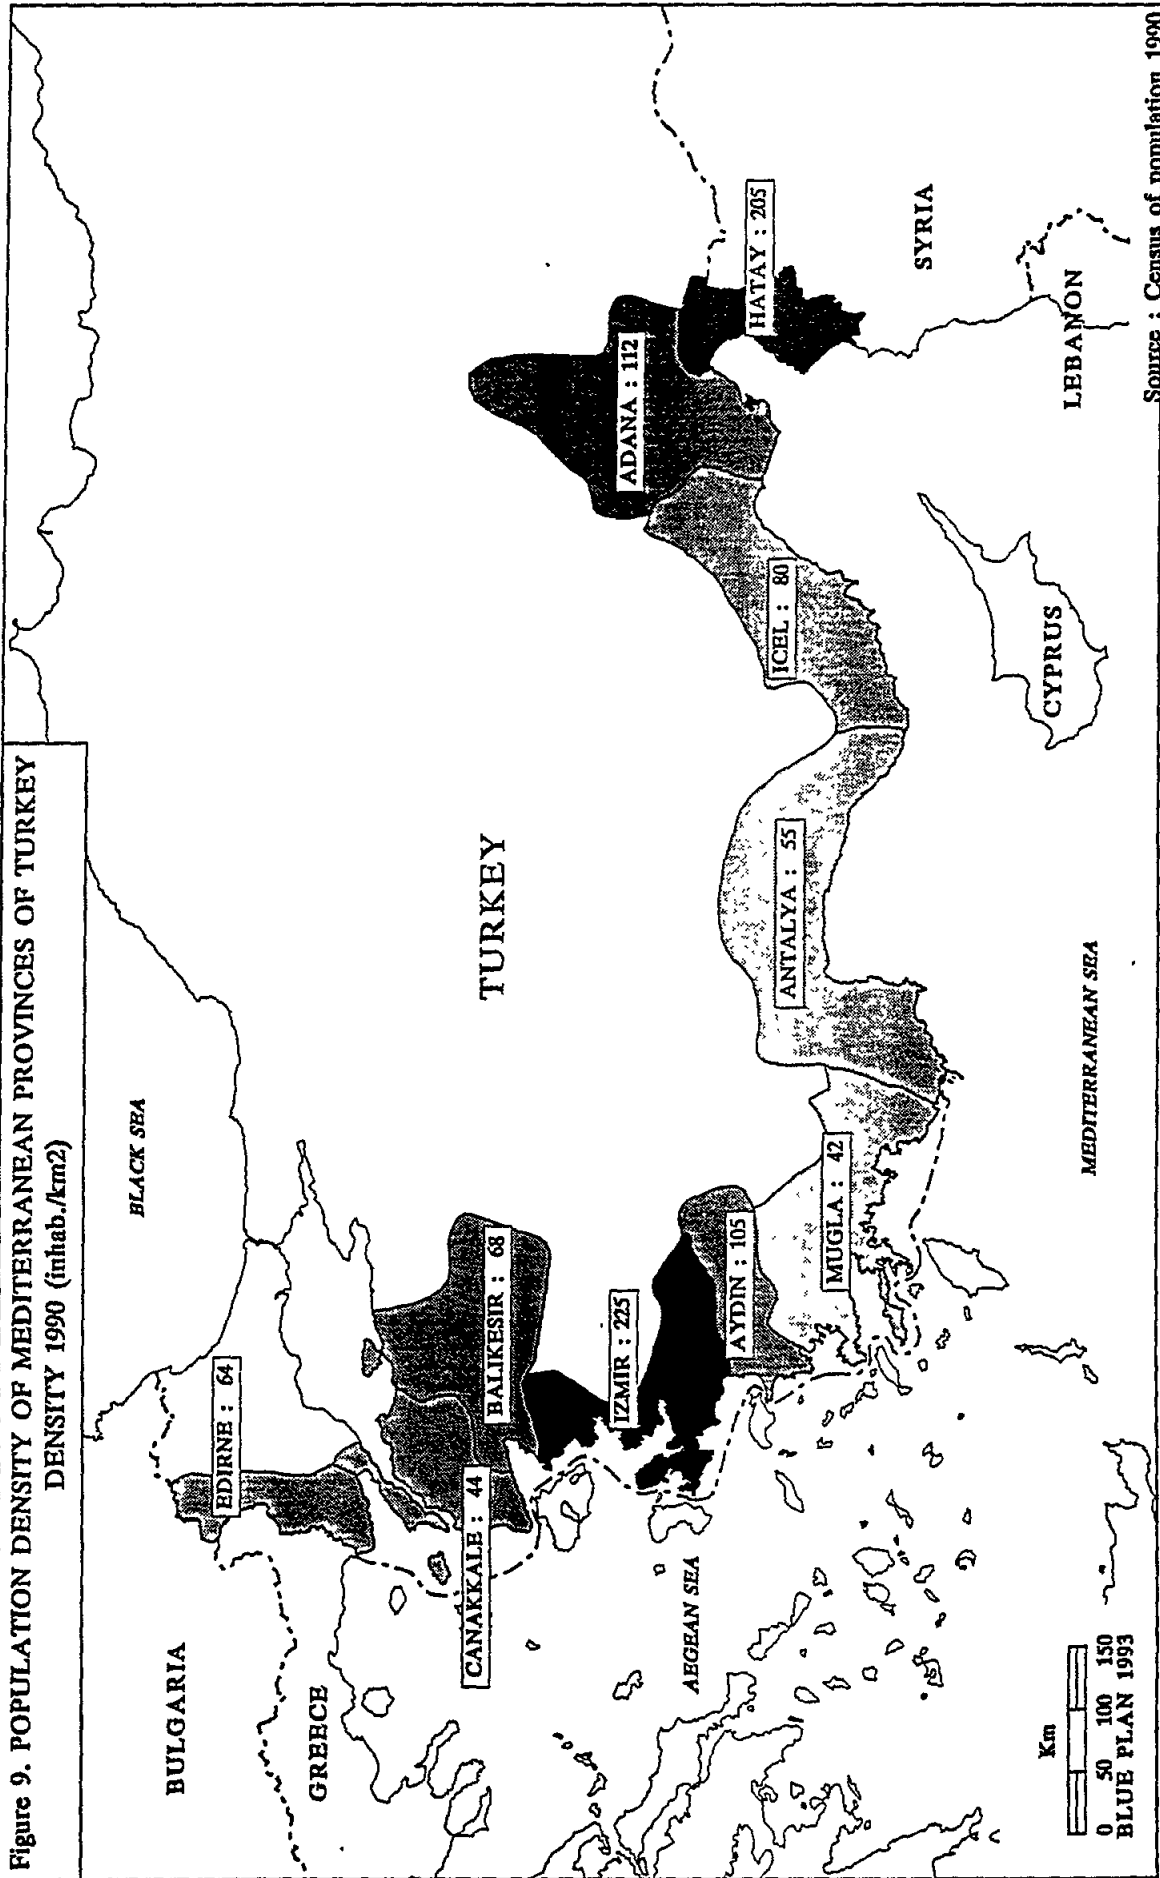 Figure 9. POPULATION DENSITY OF MEDITERRANEAN PROVINCES OF TURKEY
DENSITY 1990 (inhab./km2)
BULGARIA
BLACK SEA
EDIRNE : 64
GREECE
CANAKKALE : 44
BALIKESIR : 68
TURKEY
IZMIR : 225
ADANA : 112
AEGEAN SEA
AYDIN : 105
HATAY : 205
MUGLA : 42
ANTALYA : 55
ICEL : 80
SYRIA
CYPRUS
LEBANON
MEDITERRANEAN SEA
Km
0 50 100 150
BLUE PLAN 1993
Source : Census of population 1990